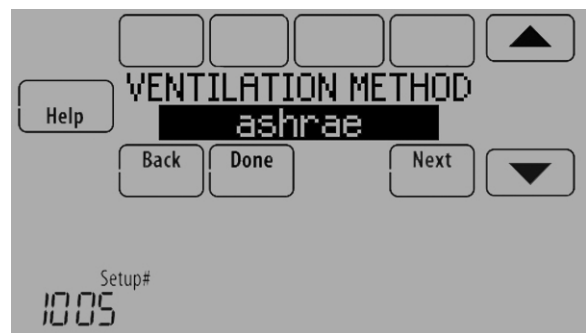 VENTILATION METHOD
Help
ashrae
Back Done Next
Setup#
1005